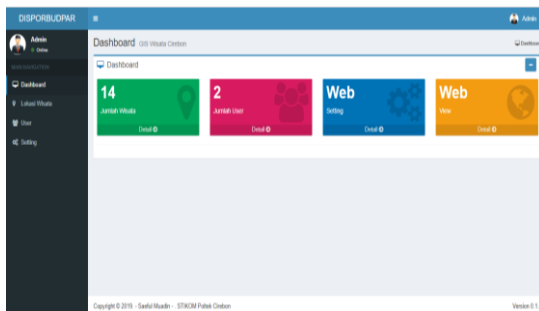 DISPORBUDPAR
Admin
Admin
Online
MAIN NAVIGATION
Dashboard
Lokasi Wisata
User
Setting
Dashboard GIS Wisata Cirebon
Dashboard
Dashboard
14
Jumlah Wisata
Detail
2
Jumlah User
Detail
Web
Setting
Detail
Web
View
Detail
Copyright © 2019 - Saeful Muadin - . STIKOM Poltek Cirebon
Version 0.1.